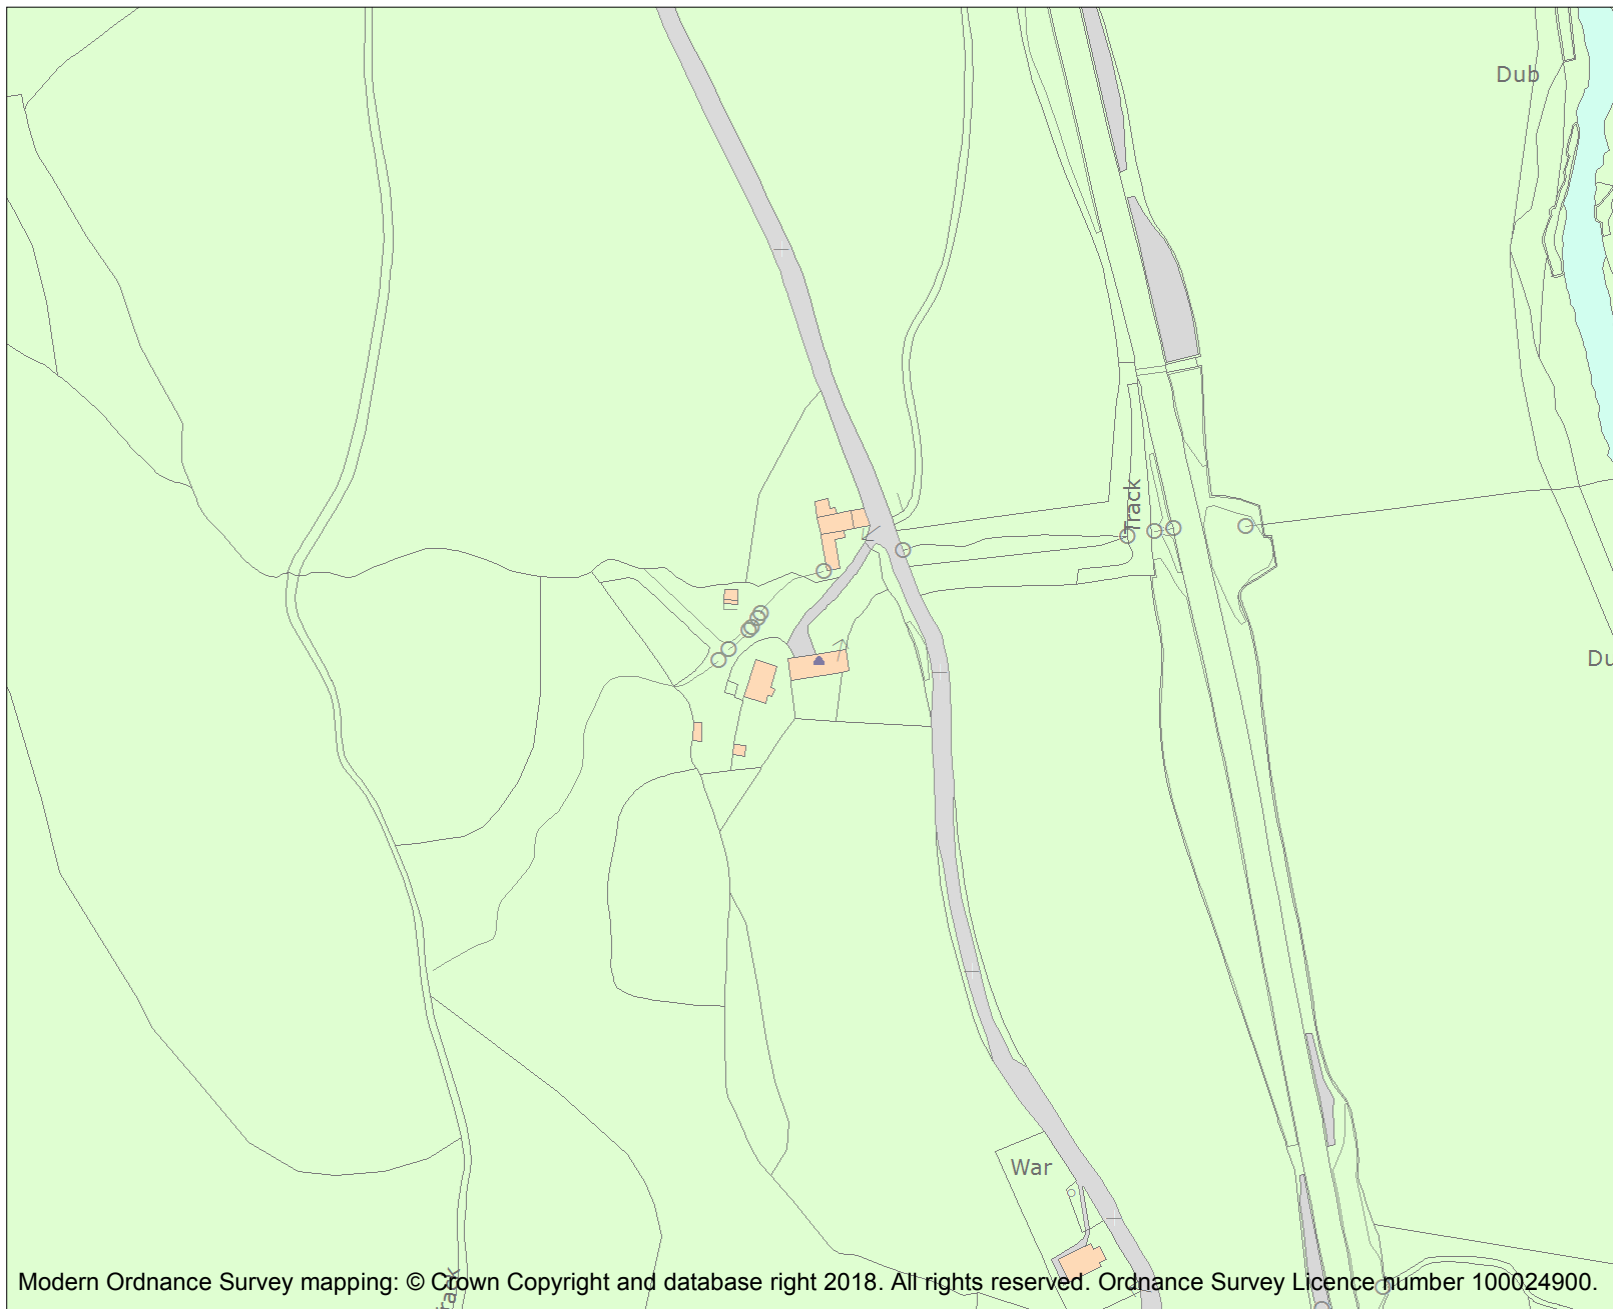 Dub
Track
Du
War
Modern Ordnance Survey mapping: © Crown Copyright and database right 2018. All rights reserved. Ordnance Survey Licence number 100024900.
rack